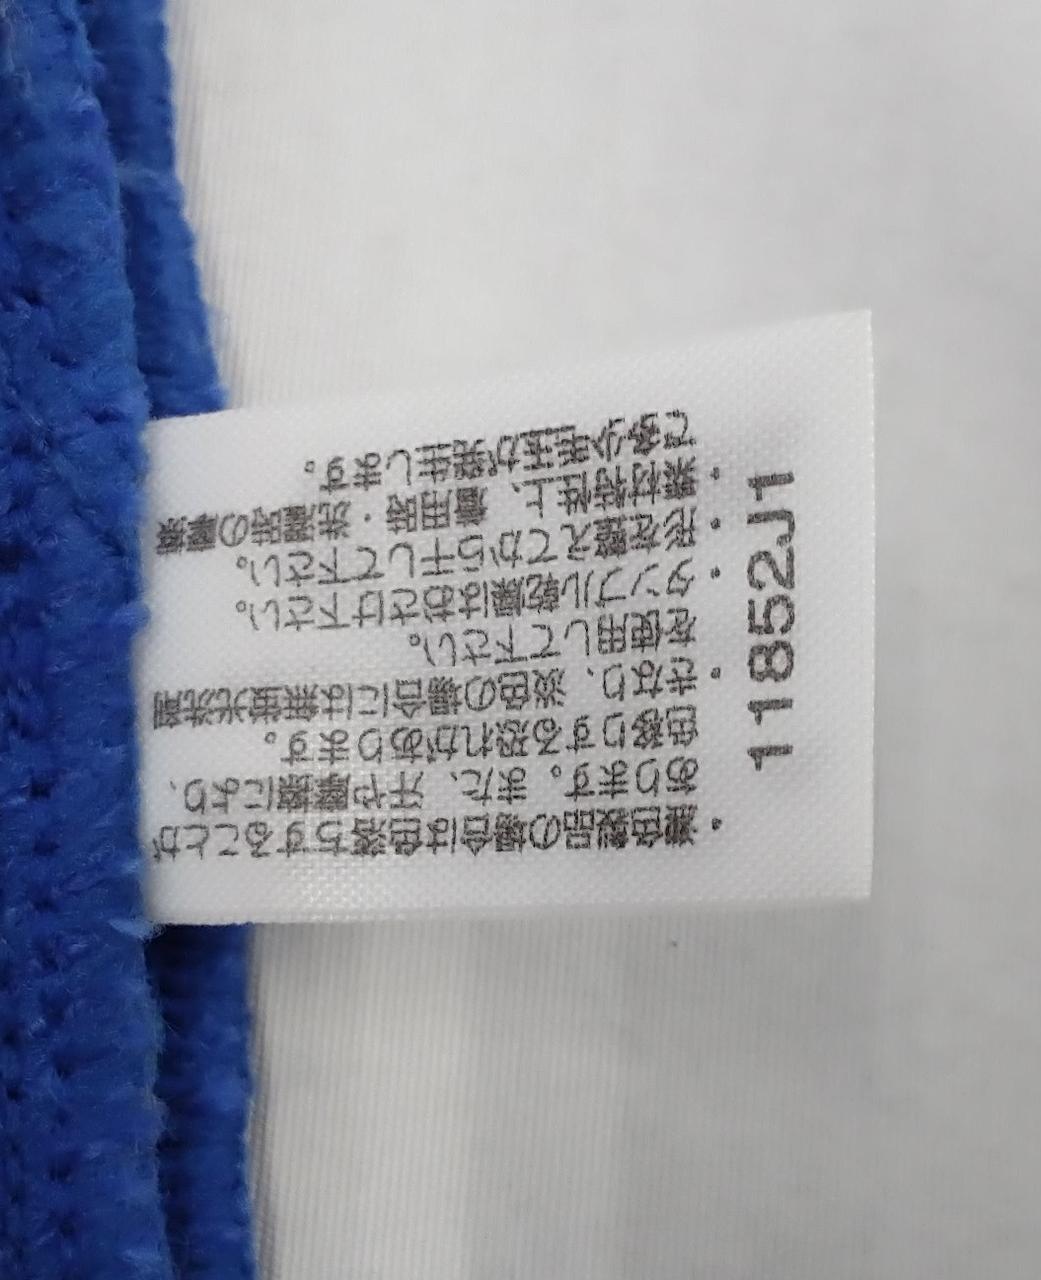 ・濃色製品の場合は色落ちすることが
あります。また、汗や摩擦により、
色移りする恐れがあります。
・きなり、淡色の場合には無蛍光洗剤
を使用して下さい。
・タンブル乾燥はおさけ下さい。
・形を整えてから干して下さい。
・素材特性上、着用時・洗濯時の摩擦
で多少毛玉が発生します。
11852J1